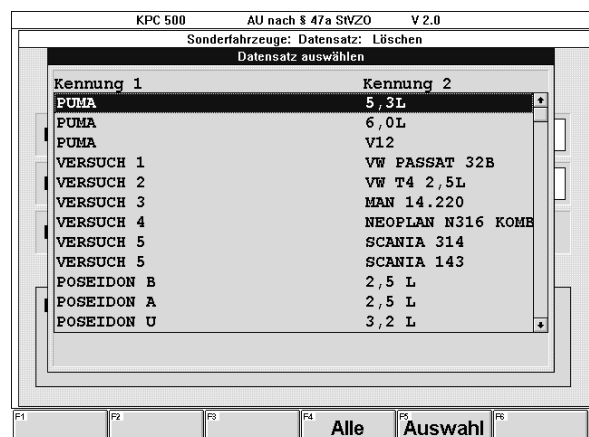 KPC 500 AU nach § 47a StVZO V 2.0
Sonderfahrzeuge: Datensatz: Löschen
Datensatz auswählen
Kennung 1 Kennung 2
PUMA 5,3L
PUMA 6,0L
PUMA V12
VERSUCH 1 VW PASSAT 32B
VERSUCH 2 VW T4 2,5L
VERSUCH 3 MAN 14.220
VERSUCH 4 NEOPLAN N316 KOMB
VERSUCH 5 SCANIA 314
VERSUCH 5 SCANIA 143
POSEIDON B 2,5 L
POSEIDON A 2,5 L
POSEIDON U 3,2 L
F1 F2 F3 F4 Alle F5 Auswahl F6